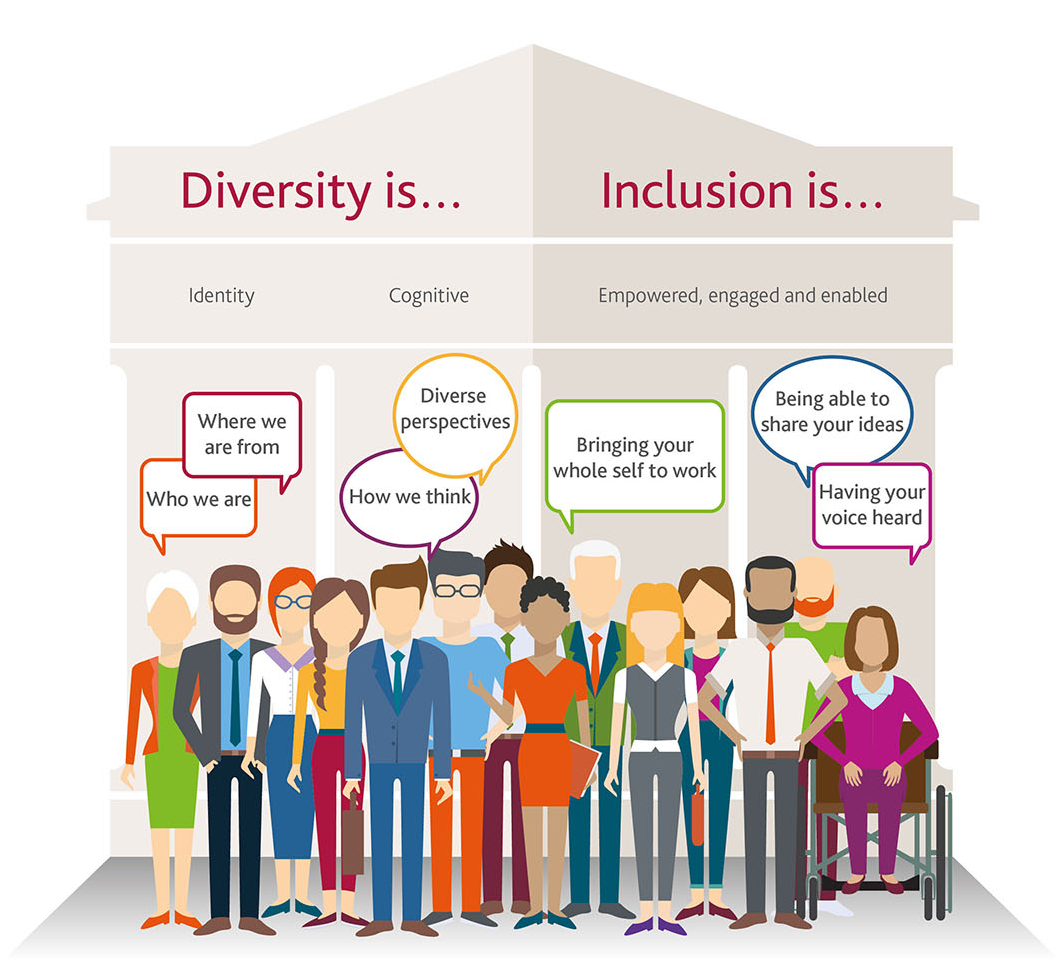 Diversity is...
Inclusion is...
Identity
Cognitive
Empowered, engaged and enabled
Where we
are from
Who we are
Diverse
perspectives
How we think
Bringing your
whole self to work
Being able to
share your ideas
Having your
voice heard